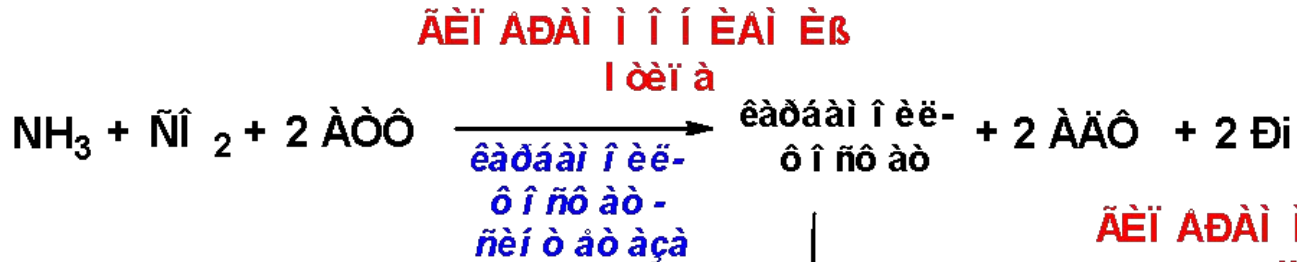 ÃÈÏ ÅÐÀÌ Ì Î Í ÈÅÌ Èß
I òèï à
NH3 + ÑÎ 2 + 2 ÀÒÔ êàðáàì î èë- + 2 ÀÄÔ + 2 Ði
ô î ñô àò
êàðáàì î èë-
ô î ñô àò -
ñèí ò åò àçà
ÃÈÏ ÅÐÀÌ Ì